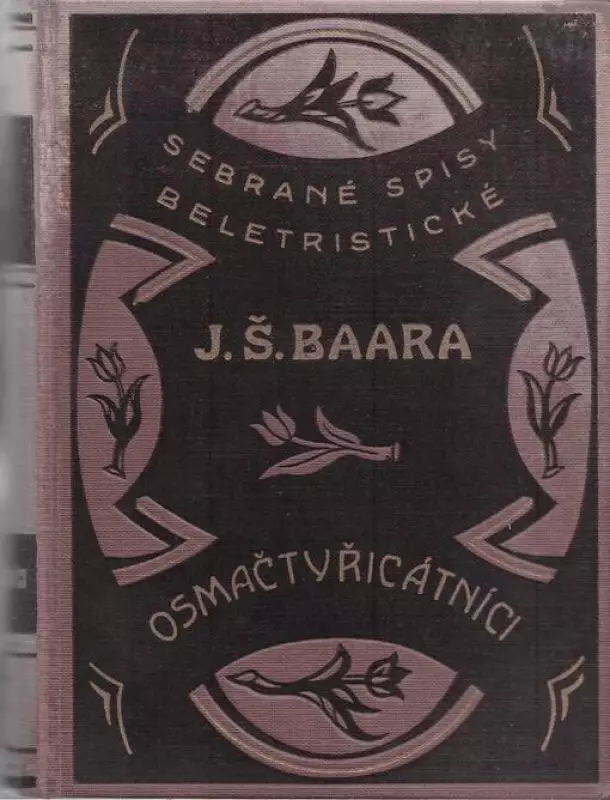 SEBRANÉ SPISY
BELETRISTICKÉ
J. Š. BAARA
OSMAČTYŘICÁTNÍCI